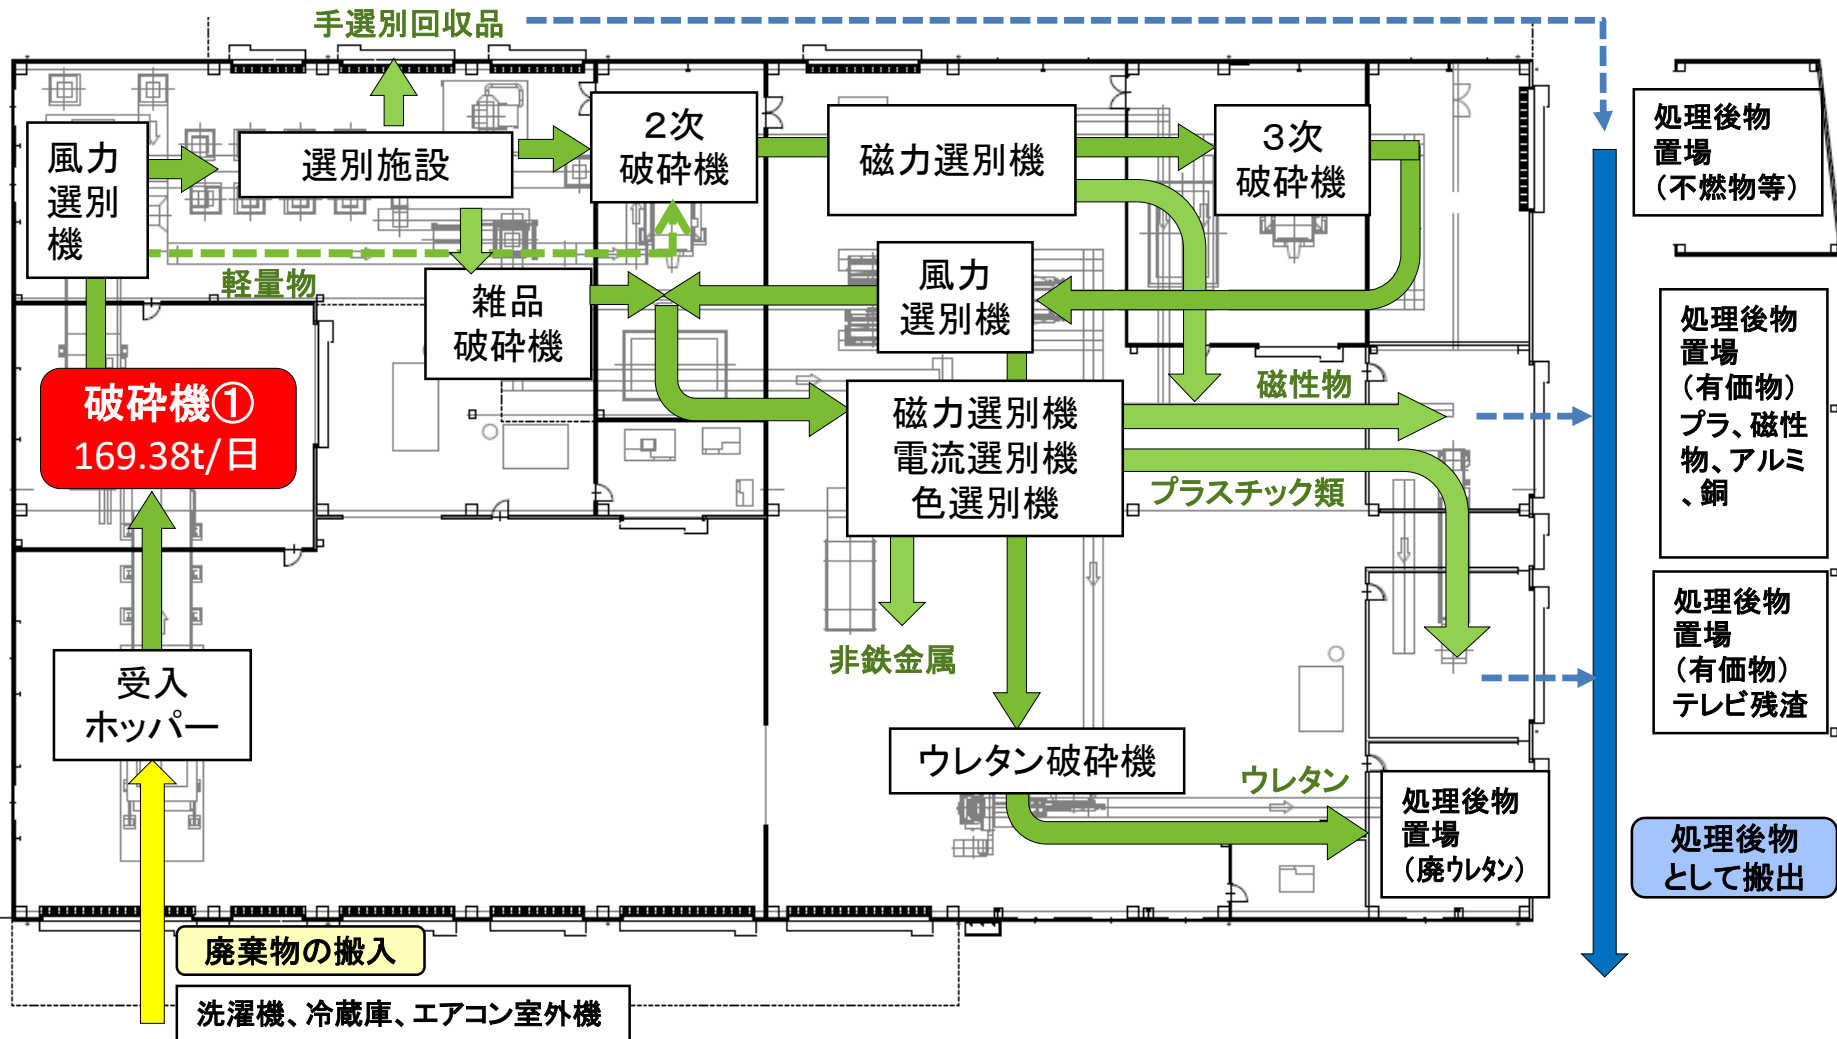 手選別回収品
風力
選別
機
選別施設
2次
破砕機
磁力選別機
3次
破砕機
処理後物
置場
(不燃物等)
軽量物
雑品
破砕機
風力
選別機
処理後物
置場
(有価物)
プラ、磁性
物、アルミ
、銅
破砕機①
169.38t/日
磁力選別機
電流選別機
色選別機
磁性物
プラスチック類
処理後物
置場
(有価物)
テレビ残渣
非鉄金属
受入
ホッパー
ウレタン破砕機
ウレタン
処理後物
置場
(廃ウレタン)
処理後物
として搬出
廃棄物の搬入
洗濯機、冷蔵庫、エアコン室外機